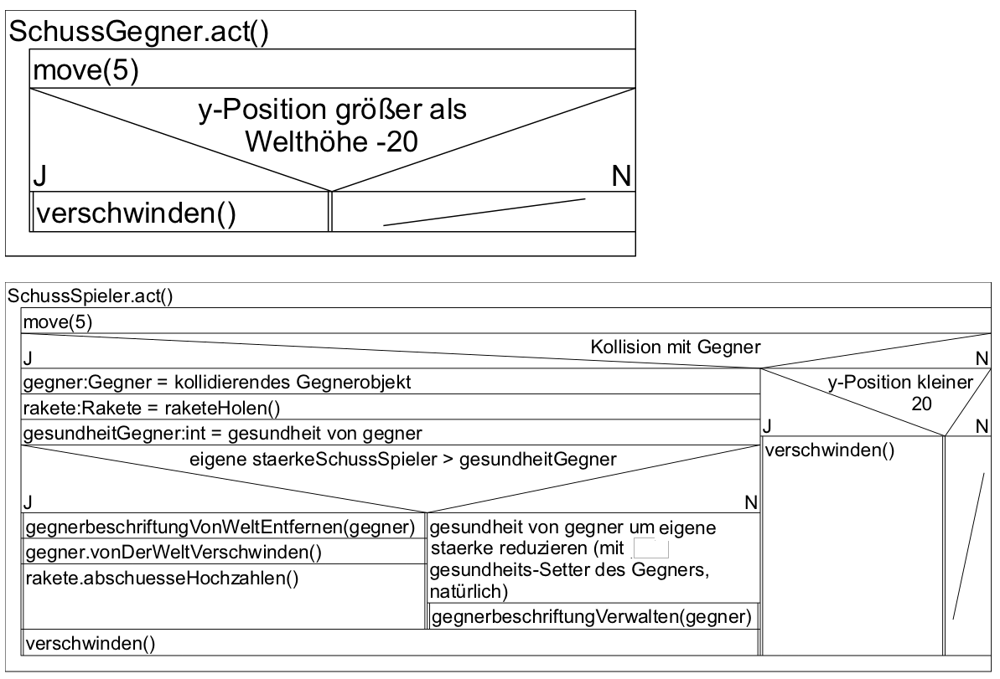 SchussGegner.act()
move(5)
y-Position größer als
Welthöhe -20
J
N
verschwinden()
SchussSpieler.act()
move(5)
Kollision mit Gegner
J
N
gegner:Gegner = kollidierendes Gegnerobjekt
rakete:Rakete = raketeHolen()
gesundheitGegner:int = gesundheit von gegner
eigene staerkeSchussSpieler > gesundheitGegner
J
N
gegnerbeschriftungVonWeltEntfernen(gegner)
gegner.vonDerWeltVerschwinden()
rakete.abschuesseHochzahlen()
gesundheit von gegner um eigene
staerke reduzieren (mit
gesundheits-Setter des Gegners,
natürlich)
gegnerbeschriftungVerwalten(gegner)
verschwinden()
y-Position kleiner
20
J
N
verschwinden()